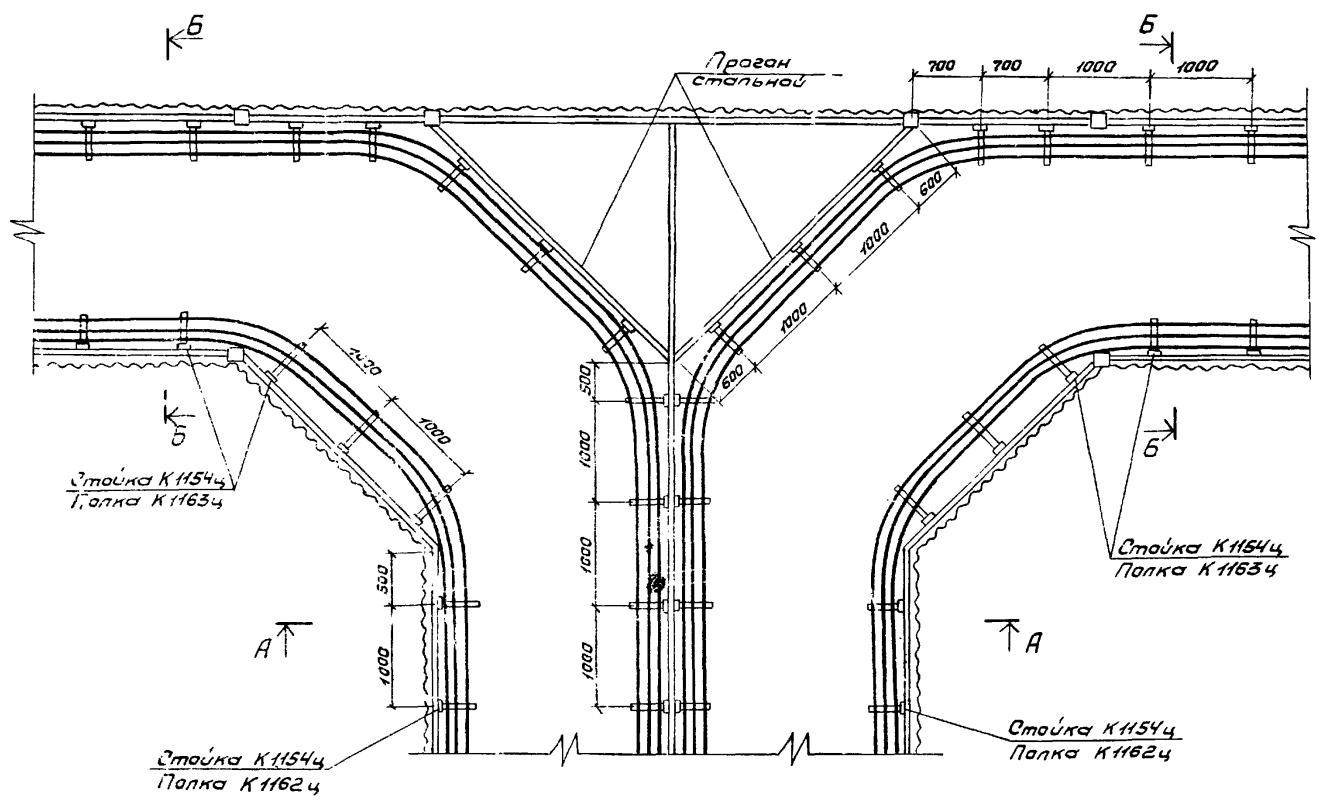 Б
Б
Прогон
стальной
700
700
1000
1000
600
1000
1000
600
1000
1000
500
1000
1000
1000
500
1000
Б
Б
Стойка К1154ц
Полка К1163ц
Стойка К1154ц
Полка К1163ц
А
А
Стойка К1154ц
Полка К1162ц
Стойка К1154ц
Полка К1162ц